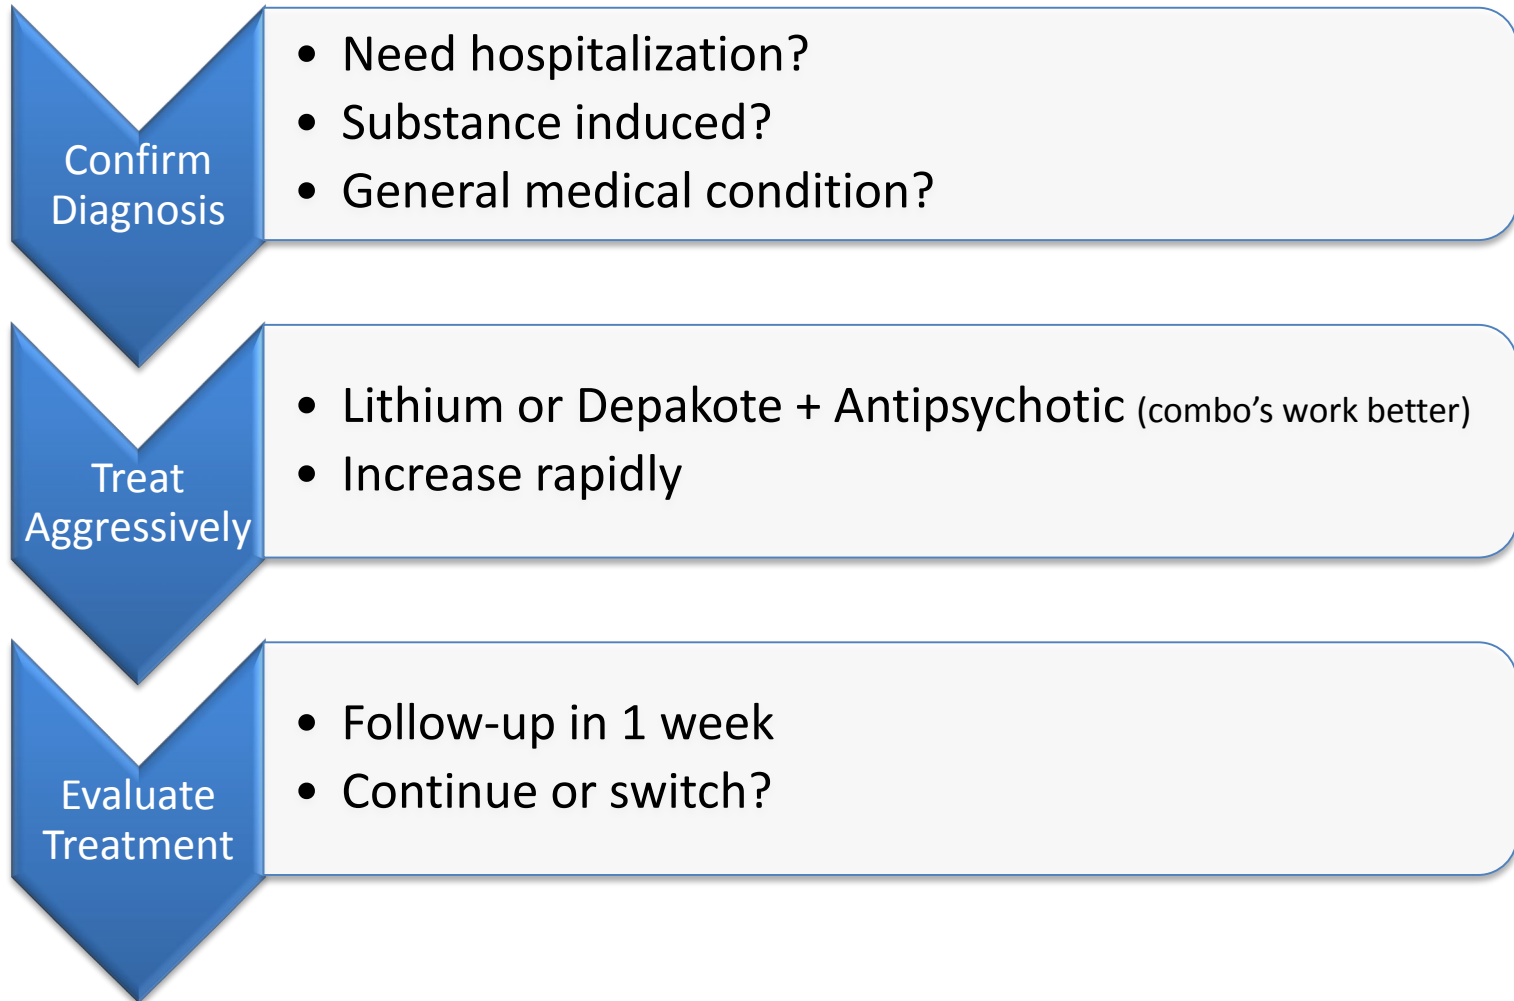 Confirm
Diagnosis
• Need hospitalization?
• Substance induced?
• General medical condition?
Treat
Aggressively
• Lithium or Depakote + Antipsychotic (combo’s work better)
• Increase rapidly
Evaluate
Treatment
• Follow-up in 1 week
• Continue or switch?